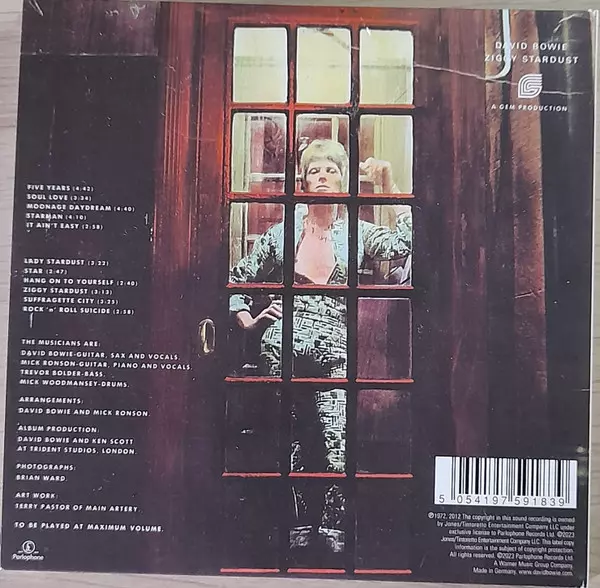 DAVID BOWIE
ZIGGY STARDUST
A GEM PRODUCTION
FIVE YEARS (4:42)
SOUL LOVE (3:34)
MOONAGE DAYDREAM (4:40)
STARMAN (4:10)
IT AIN'T EASY (2:58)
LADY STARDUST (3:22)
STAR (2:47)
HANG ON TO YOURSELF (2:40)
ZIGGY STARDUST (3:13)
SUFFRAGETTE CITY (3:25)
ROCK 'n' ROLL SUICIDE (2:58)
THE MUSICIANS ARE:
DAVID BOWIE-GUITAR, SAX AND VOCALS.
MICK RONSON-GUITAR, PIANO AND VOCALS.
TREVOR BOLDER-BASS.
MICK WOODMANSEY-DRUMS.
ARRANGEMENTS:
DAVID BOWIE AND MICK RONSON.
ALBUM PRODUCTION:
DAVID BOWIE AND KEN SCOTT
AT TRIDENT STUDIOS, LONDON.
PHOTOGRAPHS:
BRIAN WARD.
ART WORK:
TERRY PASTOR OF MAIN ARTERY.
TO BE PLAYED AT MAXIMUM VOLUME.
Parlophone
5 054197 591839
℗1972, 2012 The copyright in this sound recording is owned
by Jones/Tintoretto Entertainment Company LLC under
exclusive license to Parlophone Records Ltd. ©2023
Jones/Tintoretto Entertainment Company LLC. This label copy
information is the subject of copyright protection.
All rights reserved. ©2023 Parlophone Records Ltd.
A Warner Music Group Company.
Made in Germany. www.davidbowie.com